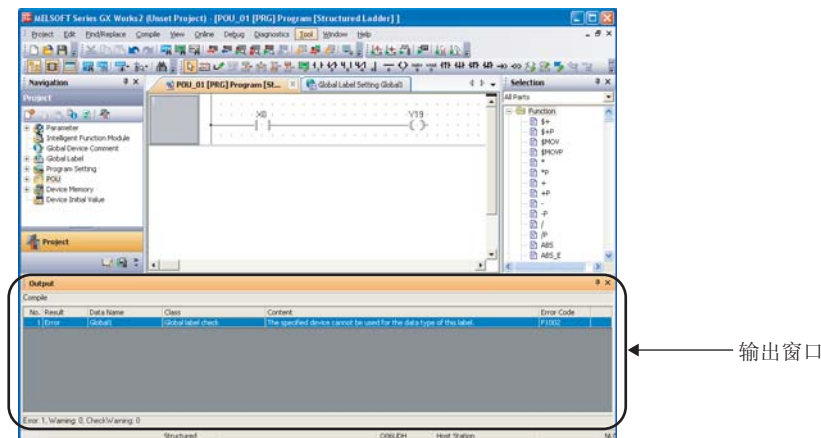 MELSOFT Series GX Works2 (Unset Project) - [POU_01 [PRG] Program [Structured Ladder] ]
Project Edit Find/Replace Compile View Online Debug Diagnostics Tool Window Help
Navigation
Project
Parameter
Intelligent Function Module
Global Device Comment
Global Label
Program Setting
POU
Device Memory
Device Initial Value
Project
POU_01 [PRG] Program [St...
Global Label Setting Global1
X0
Y19
Selection
All Parts
Function
$+
$+P
$MOV
$MOVP
*
*P
+
+P
-
-P
/
/P
ABS
ABS_E
Output
Compile
No. Result Data Name Class Content Error Code
1 Error Global1 Global label check The specified device cannot be used for the data type of this label. F1002
Error: 1, Warning: 0, CheckWarning: 0
Structured Q06UDH Host Station
输出窗口